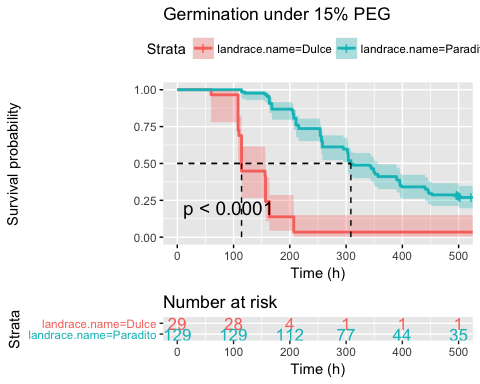 Germination under 15% PEG
Strata landrace.name=Dulce landrace.name=Paradit
Survival probability
1.00
0.75
0.50
0.25
0.00
p < 0.0001
0 100 200 300 400 500
Time (h)
Number at risk
Strata
landrace.name=Dulce 29 28 4 1 1 1
landrace.name=Paradito 129 129 112 77 44 35
0 100 200 300 400 500
Time (h)